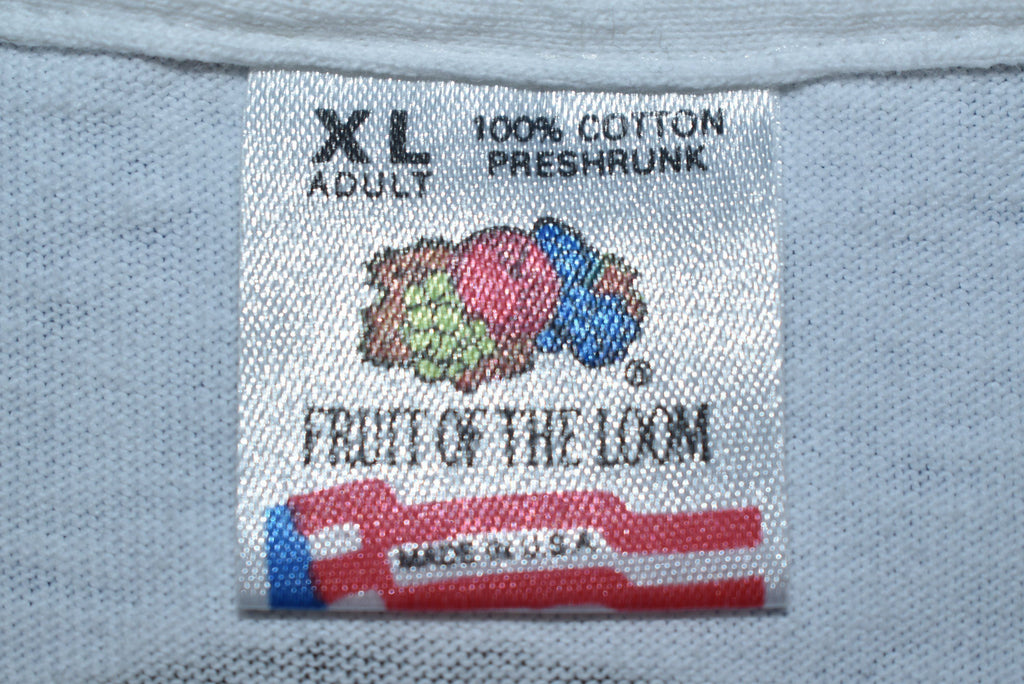 XL
ADULT
100% COTTON
PRESHRUNK
®
FRUIT OF THE LOOM
MADE IN U.S.A.